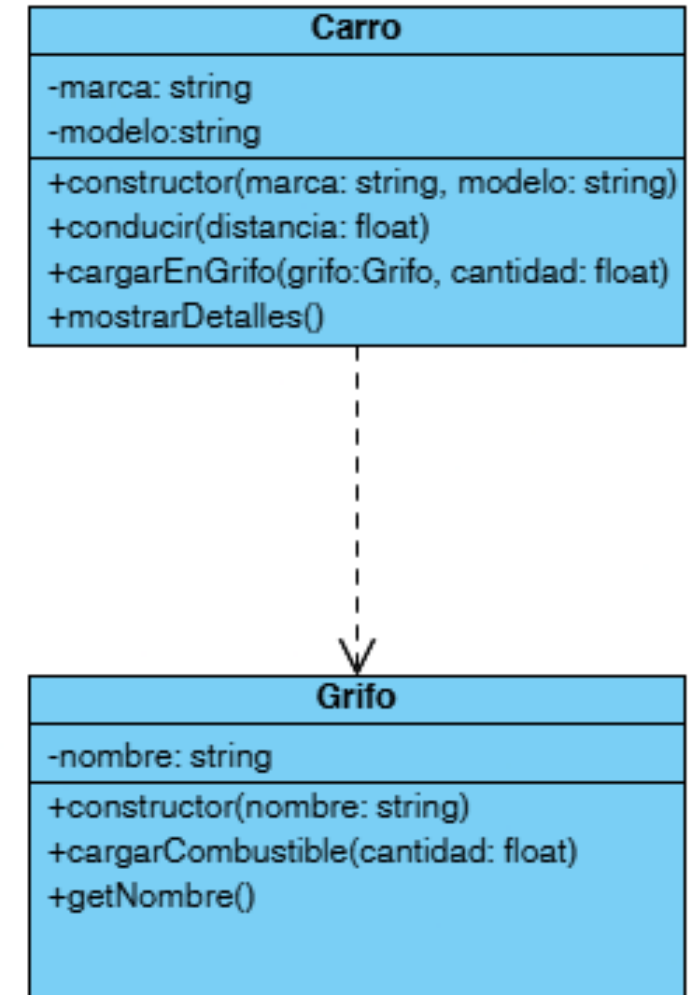 Carro
-marca: string
-modelo:string
+constructor(marca: string, modelo: string)
+conducir(distancia: float)
+cargarEnGrifo(grifo:Grifo, cantidad: float)
+mostrarDetalles()
Grifo
-nombre: string
+constructor(nombre: string)
+cargarCombustible(cantidad: float)
+getNombre()